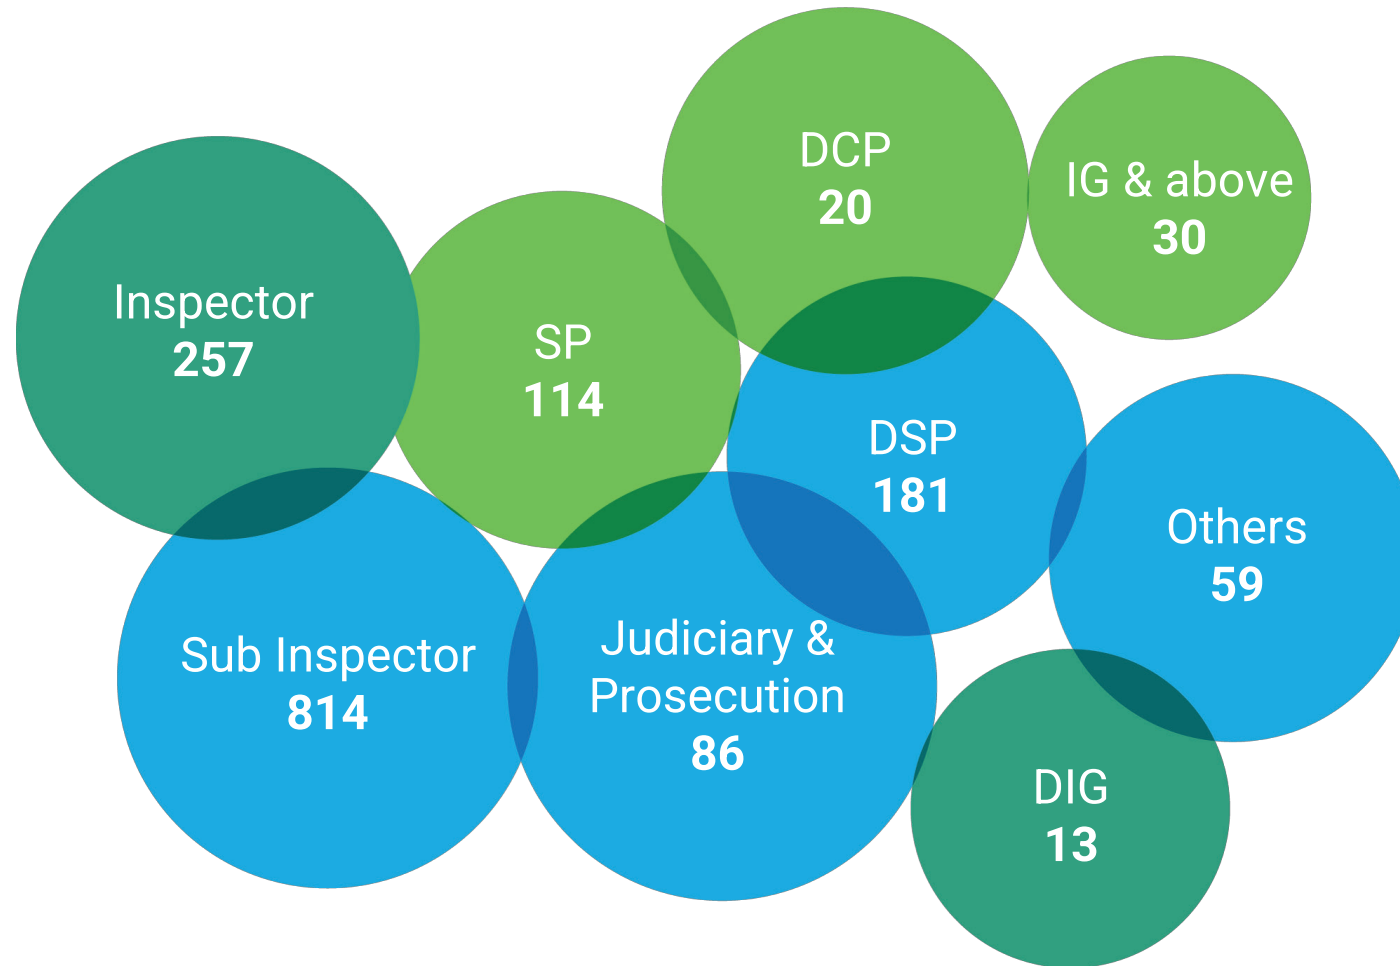 DCP
20
IG & above
30
Inspector
257
SP
114
DSP
181
Others
59
Sub Inspector
814
Judiciary &
Prosecution
86
DIG
13